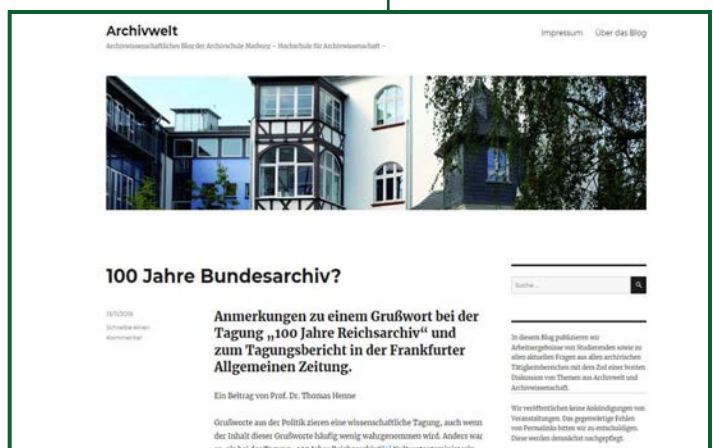 Archivwelt
Archivwissenschaftliches Blog der Archivschule Marburg – Hochschule für Archivwissenschaft –
Impressum Über das Blog
100 Jahre Bundesarchiv?
Schreibe einen
Kommentar
Anmerkungen zu einem Grußwort bei der
Tagung „100 Jahre Reichsarchiv“ und
zum Tagungsbericht in der Frankfurter
Allgemeinen Zeitung.
Ein Beitrag von Prof. Dr. Thomas Henne
Grußworte aus der Politik zieren eine wissenschaftliche Tagung, auch wenn
der Inhalt dieser Grußworte häufig wenig wahrgenommen wird. Anders war
Suche …
In diesem Blog publizieren wir
Arbeitsergebnisse von Studierenden sowie zu
allen aktuellen Fragen aus allen archivischen
Tätigkeitsbereichen mit dem Ziel einer breiten
Diskussion von Themen aus Archivwelt und
Archivwissenschaft.
Wir veröffentlichen keine Ankündigungen von
Veranstaltungen. Das gegenwärtige Fehlen
von Permalinks bitten wir zu entschuldigen.
Diese werden demnächst nachgepflegt.